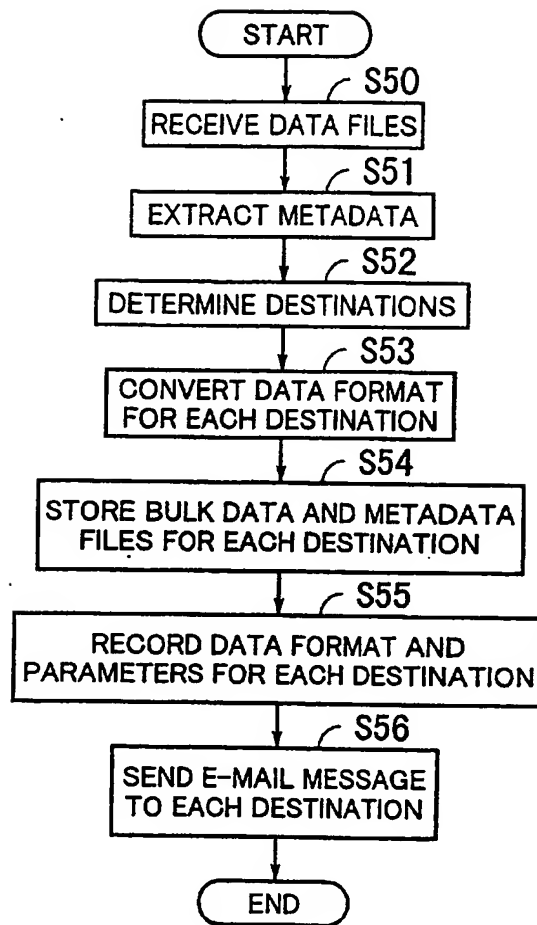 START
S50
RECEIVE DATA FILES
S51
EXTRACT METADATA
S52
DETERMINE DESTINATIONS
S53
CONVERT DATA FORMAT
FOR EACH DESTINATION
S54
STORE BULK DATA AND METADATA
FILES FOR EACH DESTINATION
S55
RECORD DATA FORMAT AND
PARAMETERS FOR EACH DESTINATION
S56
SEND E-MAIL MESSAGE
TO EACH DESTINATION
END